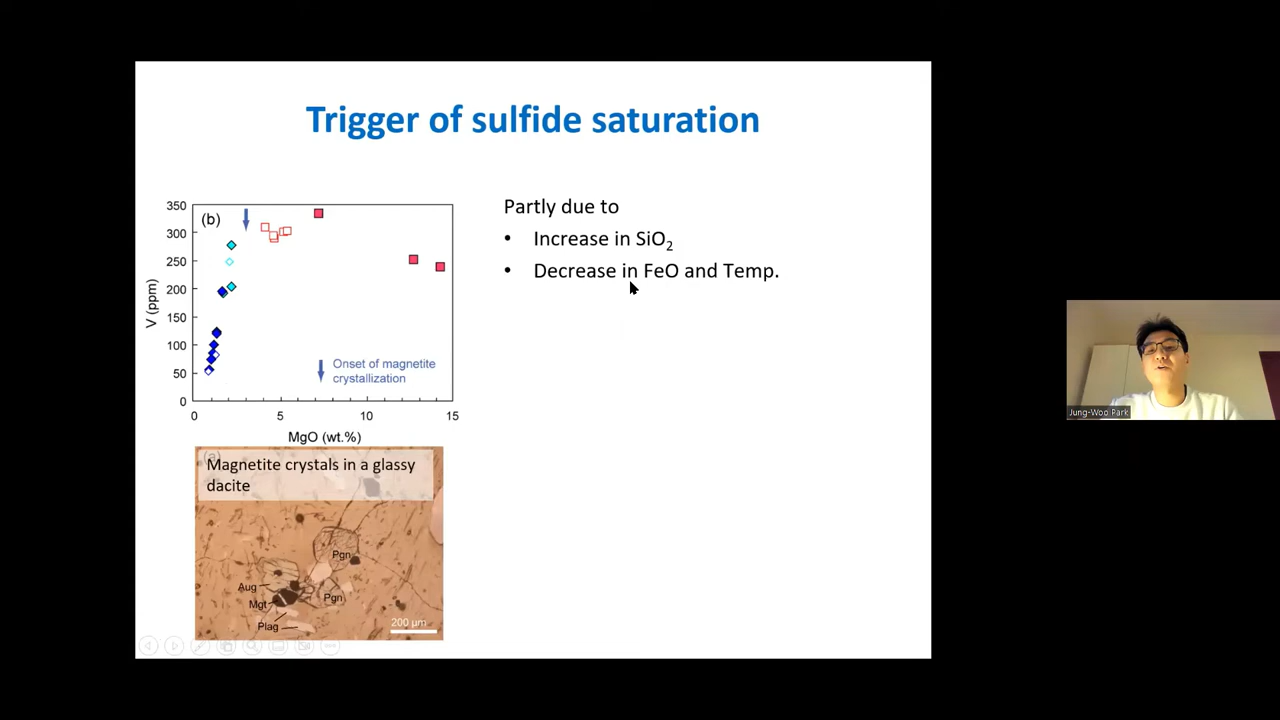 Trigger of sulfide saturation
Partly due to
• Increase in SiO₂
• Decrease in FeO and Temp.
350
300
250
200
150
100
50
0
V (ppm)
(b)
Onset of magnetite
crystallization
0 5 10 15
MgO (wt.%)
Magnetite crystals in a glassy
dacite
Pgn
Aug
Mgt
Pgn
Plag
200 µm
Jung-Woo Park